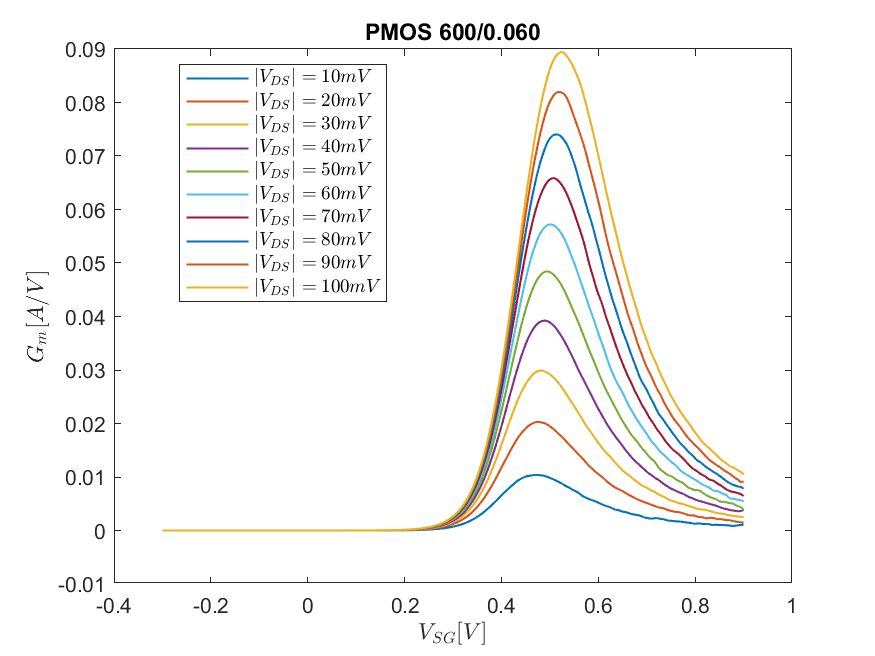 PMOS 600/0.060
0.09
0.08
0.07
0.06
0.05
0.04
0.03
0.02
0.01
0
-0.01
G_m[A/V]
|V_DS| = 10mV
|V_DS| = 20mV
|V_DS| = 30mV
|V_DS| = 40mV
|V_DS| = 50mV
|V_DS| = 60mV
|V_DS| = 70mV
|V_DS| = 80mV
|V_DS| = 90mV
|V_DS| = 100mV
-0.4 -0.2 0 0.2 0.4 0.6 0.8 1
V_SG[V]